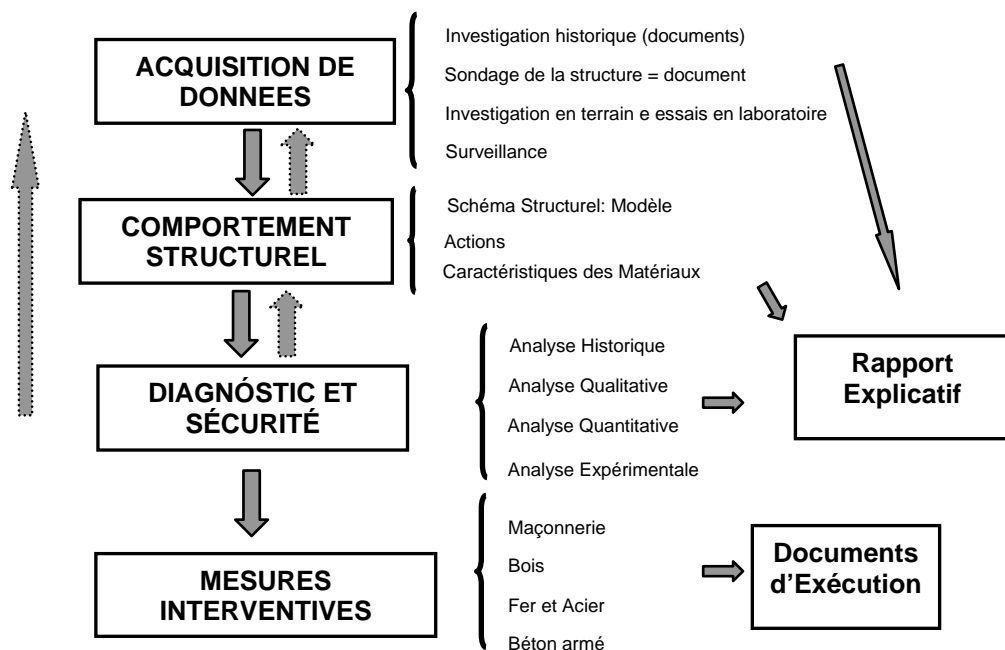 ACQUISITION DE
DONNEES
Investigation historique (documents)
Sondage de la structure = document
Investigation en terrain e essais en laboratoire
Surveillance
COMPORTEMENT
STRUCTUREL
Schéma Structurel: Modèle
Actions
Caractéristiques des Matériaux
DIAGNÓSTIC ET
SÉCURITÉ
Analyse Historique
Analyse Qualitative
Analyse Quantitative
Analyse Expérimentale
Rapport
Explicatif
MESURES
INTERVENTIVES
Maçonnerie
Bois
Fer et Acier
Béton armé
Documents
d’Exécution